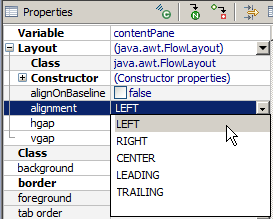 Properties
Variable contentPane
Layout (java.awt.FlowLayout)
Class java.awt.FlowLayout
Constructor (Constructor properties)
alignOnBaseline false
alignment LEFT
hgap LEFT
vgap RIGHT
Class CENTER
background LEADING
border TRAILING
foreground
tab order